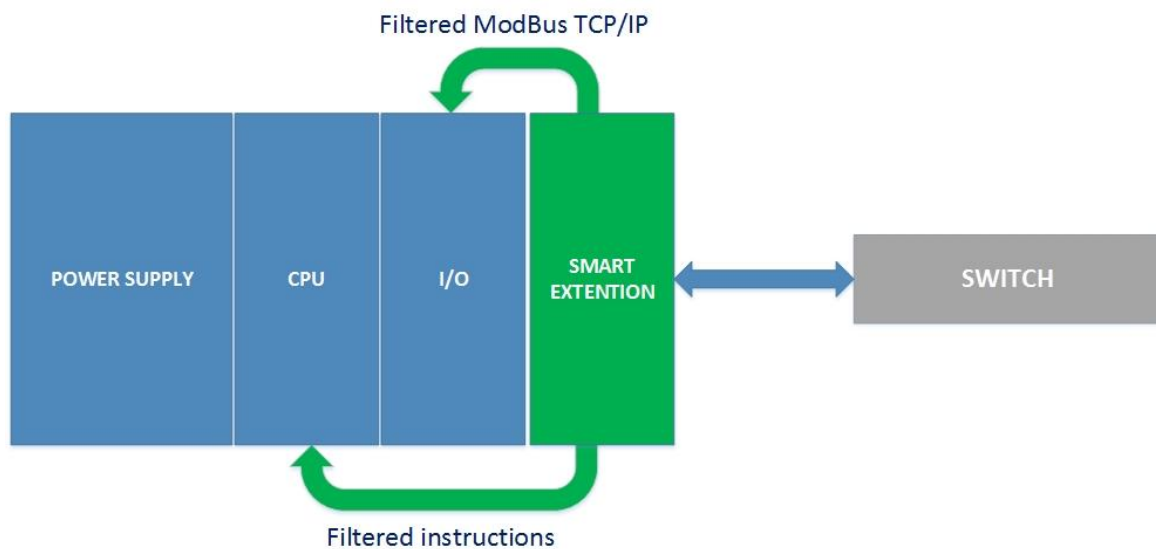 Filtered ModBus TCP/IP
POWER SUPPLY
CPU
I/O
SMART
EXTENTION
SWITCH
Filtered instructions